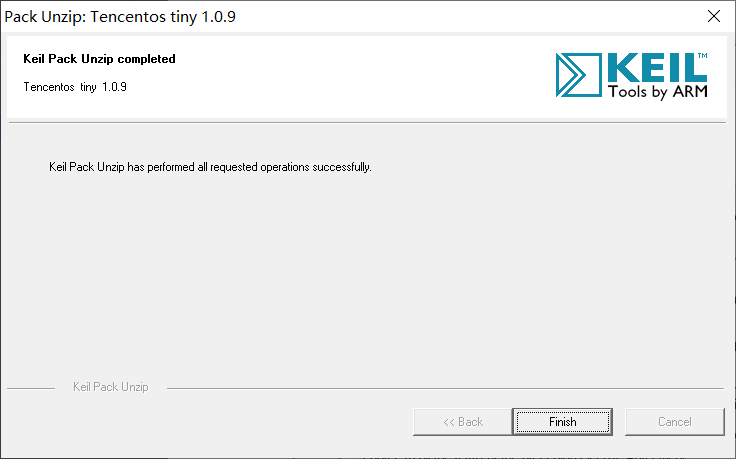 Pack Unzip: Tencentos tiny 1.0.9
Keil Pack Unzip completed
Tencentos tiny 1.0.9
KEIL™
Tools by ARM
Keil Pack Unzip has performed all requested operations successfully.
Keil Pack Unzip
<< Back
Finish
Cancel